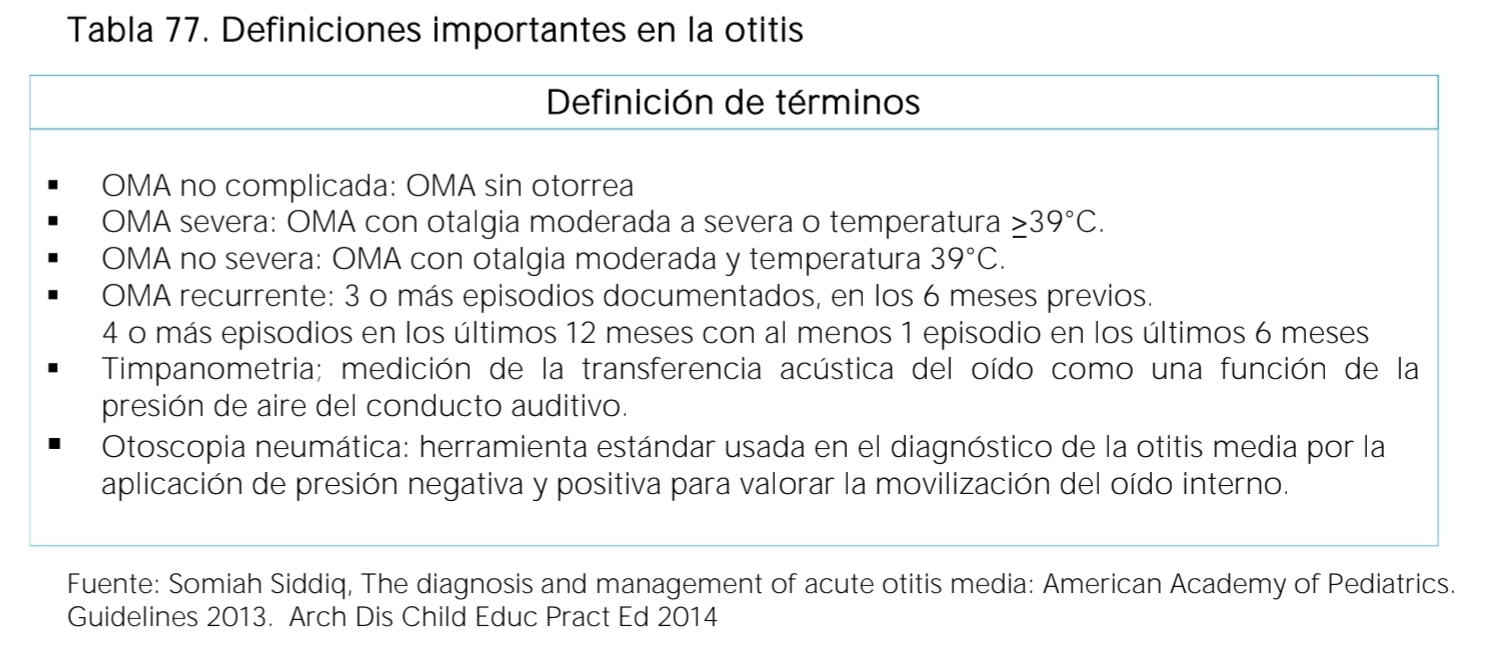 Tabla 77. Definiciones importantes en la otitis
Definición de términos
▪ OMA no complicada: OMA sin otorrea
▪ OMA severa: OMA con otalgia moderada a severa o temperatura ≥39°C.
▪ OMA no severa: OMA con otalgia moderada y temperatura 39°C.
▪ OMA recurrente: 3 o más episodios documentados, en los 6 meses previos.
4 o más episodios en los últimos 12 meses con al menos 1 episodio en los últimos 6 meses
▪ Timpanometria; medición de la transferencia acústica del oído como una función de la
presión de aire del conducto auditivo.
▪ Otoscopia neumática: herramienta estándar usada en el diagnóstico de la otitis media por la
aplicación de presión negativa y positiva para valorar la movilización del oído interno.
Fuente: Somiah Siddiq, The diagnosis and management of acute otitis media: American Academy of Pediatrics.
Guidelines 2013. Arch Dis Child Educ Pract Ed 2014